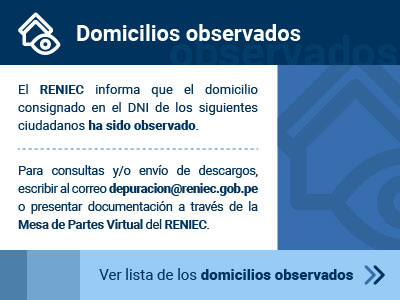 Domicilios observados
observados
El RENIEC informa que el domicilio
consignado en el DNI de los siguientes
ciudadanos ha sido observado.
Para consultas y/o envío de descargos,
escribir al correo depuracion@reniec.gob.pe
o presentar documentación a través de la
Mesa de Partes Virtual del RENIEC.
Ver lista de los domicilios observados